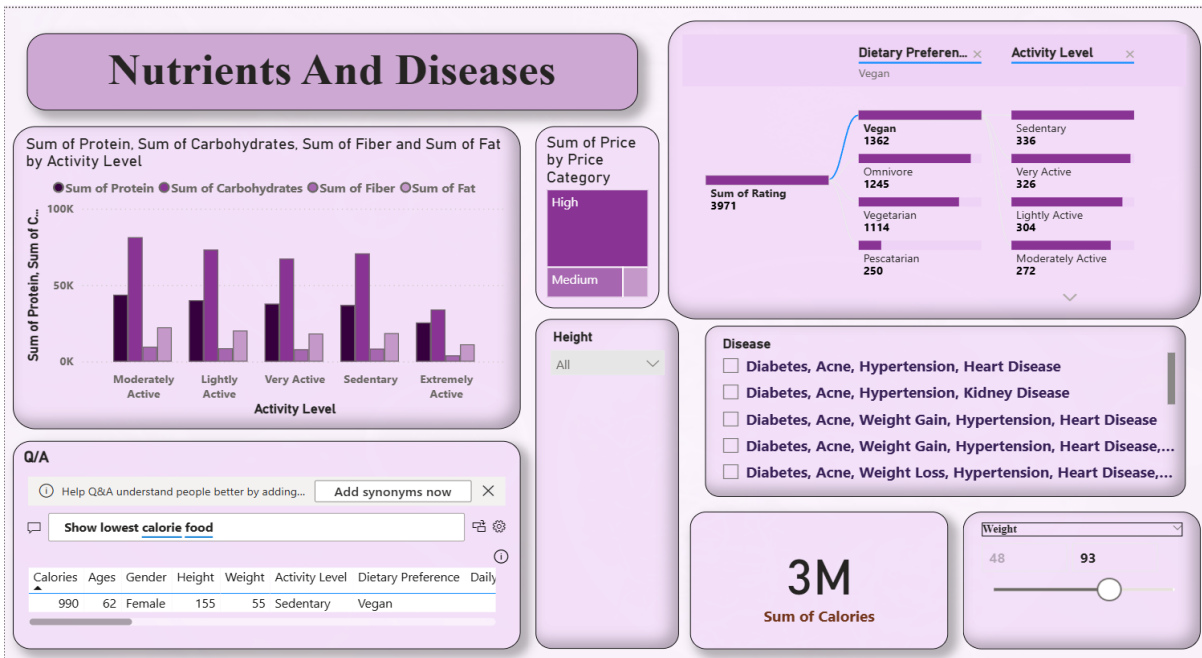 Nutrients And Diseases
Sum of Protein, Sum of Carbohydrates, Sum of Fiber and Sum of Fat
by Activity Level
Sum of Protein Sum of Carbohydrates Sum of Fiber Sum of Fat
Sum of Protein, Sum of C...
100K
50K
0K
Moderately Active
Lightly Active
Very Active
Sedentary
Extremely Active
Activity Level
Sum of Price
by Price
Category
High
Medium
Dietary Preferen... ×
Vegan
Activity Level ×
Sum of Rating
3971
Vegan
1362
Omnivore
1245
Vegetarian
1114
Pescatarian
250
Sedentary
336
Very Active
326
Lightly Active
304
Moderately Active
272
Height
All
Disease
Diabetes, Acne, Hypertension, Heart Disease
Diabetes, Acne, Hypertension, Kidney Disease
Diabetes, Acne, Weight Gain, Hypertension, Heart Disease
Diabetes, Acne, Weight Gain, Hypertension, Heart Disease,...
Diabetes, Acne, Weight Loss, Hypertension, Heart Disease,...
Q/A
Help Q&A understand people better by adding... Add synonyms now
Show lowest calorie food
Calories Ages Gender Height Weight Activity Level Dietary Preference Daily
990 62 Female 155 55 Sedentary Vegan
3M
Sum of Calories
Weight
48 93